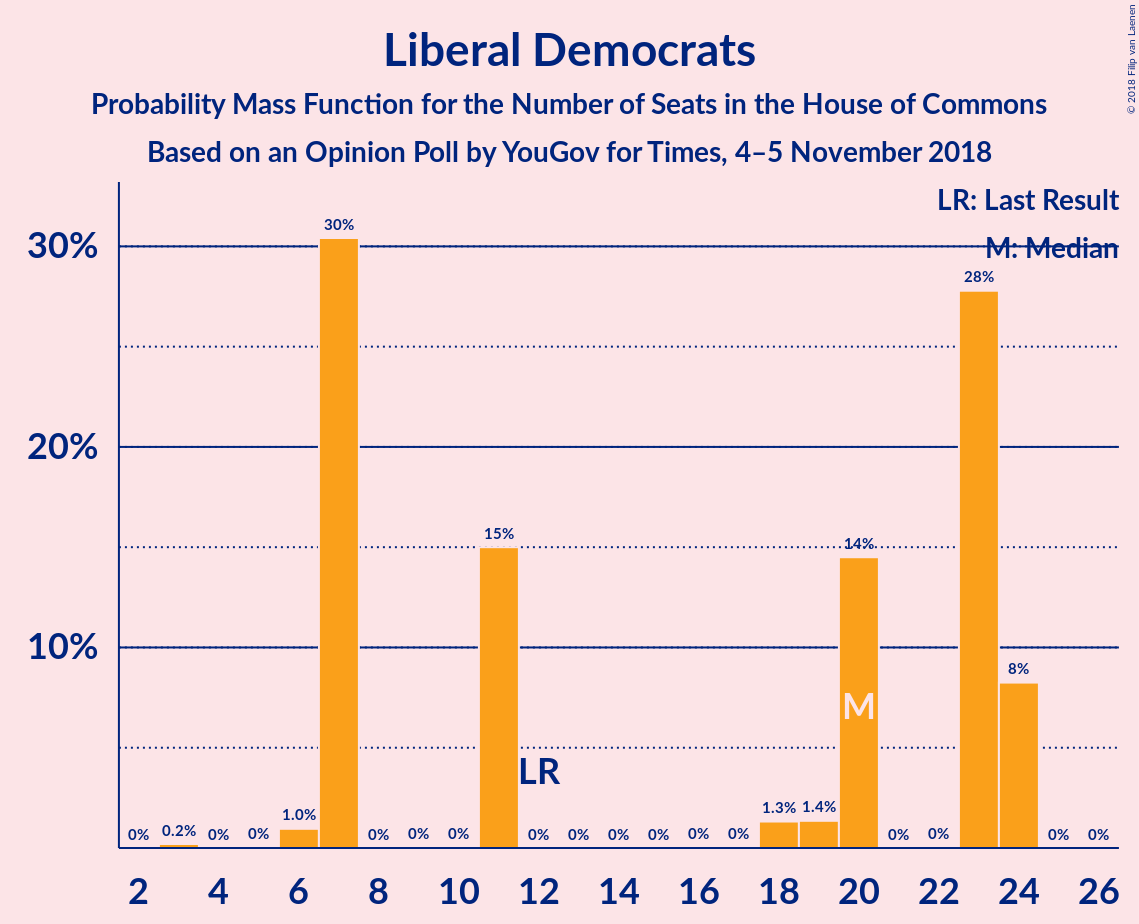 Liberal Democrats
Probability Mass Function for the Number of Seats in the House of Commons
Based on an Opinion Poll by YouGov for Times, 4–5 November 2018
© 2018 Filip van Laenen
LR: Last Result
M: Median
30%
20%
10%
0% 0.2% 0% 0% 1.0% 30% 0% 0% 0% 15% 0% 0% 0% 0% 0% 0% 1.3% 1.4% 14% 0% 0% 28% 8% 0% 0%
LR
M
2 4 6 8 10 12 14 16 18 20 22 24 26